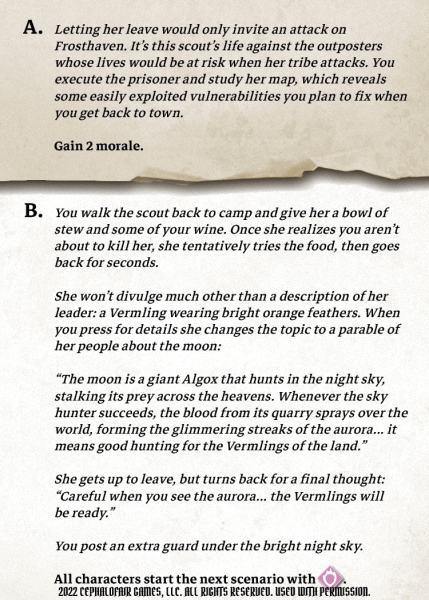 A. Letting her leave would only invite an attack on
Frosthaven. It's this scout's life against the outposters
whose lives would be at risk when her tribe attacks. You
execute the prisoner and study her map, which reveals
some easily exploited vulnerabilities you plan to fix when
you get back to town.
Gain 2 morale.
B. You walk the scout back to camp and give her a bowl of
stew and some of your wine. Once she realizes you aren't
about to kill her, she tentatively tries the food, then goes
back for seconds.
She won't divulge much other than a description of her
leader: a Vermling wearing bright orange feathers. When
you press for details she changes the topic to a parable of
her people about the moon:
“The moon is a giant Algox that hunts in the night sky,
stalking its prey across the heavens. Whenever the sky
hunter succeeds, the blood from its quarry sprays over the
world, forming the glimmering streaks of the aurora... it
means good hunting for the Vermlings of the land.”
She gets up to leave, but turns back for a final thought:
“Careful when you see the aurora... the Vermlings will
be ready.”
You post an extra guard under the bright night sky.
All characters start the next scenario with .
2022 CEPHALOFAIR GAMES, LLC. ALL RIGHTS RESERVED. USED WITH PERMISSION.